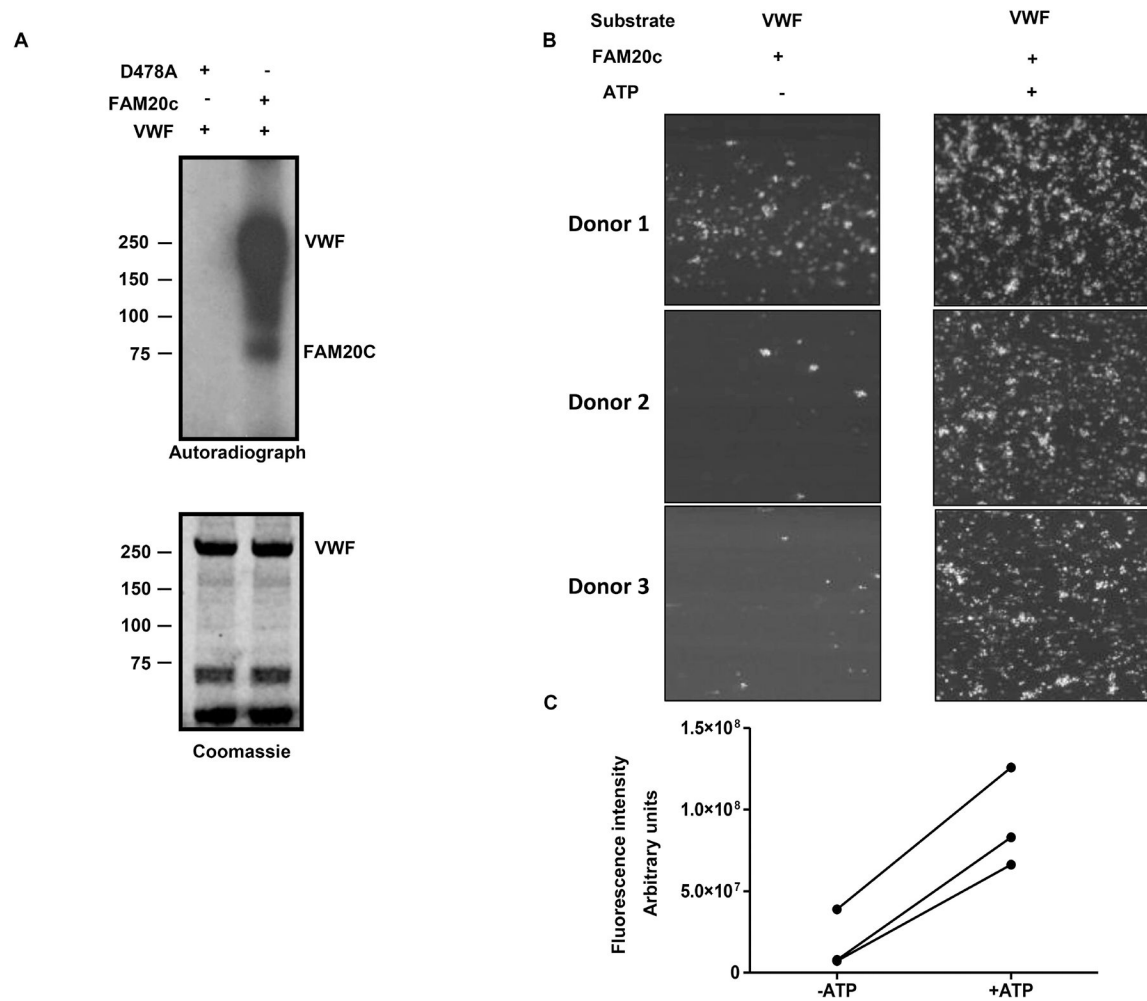 A
D478A + -
FAM20c - +
VWF + +
250
150
100
75
VWF
FAM20C
Autoradiograph
250
150
100
75
VWF
Coomassie
B
Substrate VWF VWF
FAM20c + +
ATP - +
Donor 1
Donor 2
Donor 3
C
Fluorescence intensity
Arbitrary units
1.5×10⁸
1.0×10⁸
5.0×10⁷
0
-ATP +ATP